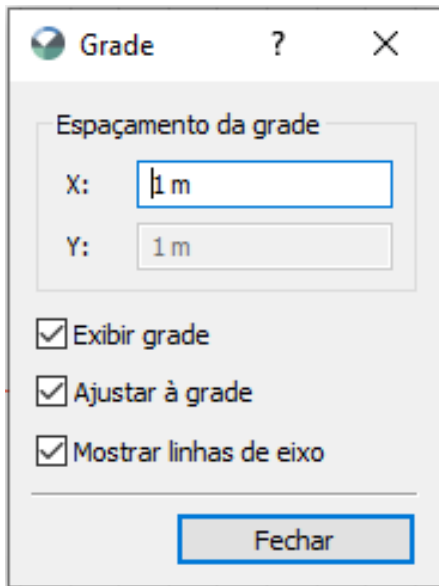 Grade ?
Espaçamento da grade
X: 1 m
Y: 1 m
Exibir grade
Ajustar à grade
Mostrar linhas de eixo
Fechar